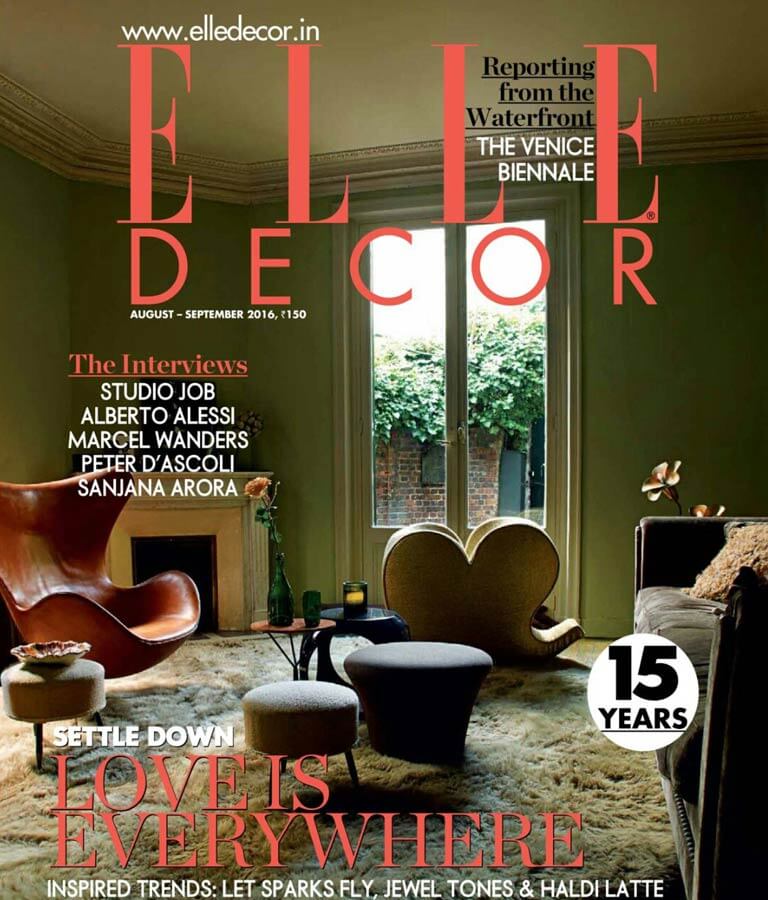 www.elledecor.in
ELLE
DECOR
Reporting
from the
Waterfront
THE VENICE
BIENNALE
AUGUST – SEPTEMBER 2016, ₹150
The Interviews
STUDIO JOB
ALBERTO ALESSI
MARCEL WANDERS
PETER D'ASCOLI
SANJANA ARORA
15
YEARS
SETTLE DOWN
LOVE IS
EVERYWHERE
INSPIRED TRENDS: LET SPARKS FLY, JEWEL TONES & HALDI LATTE